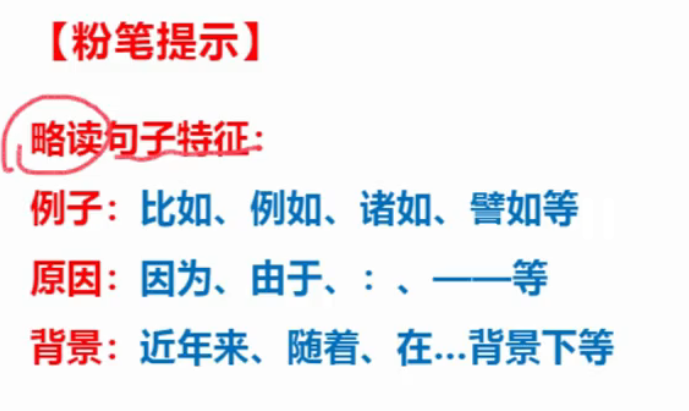 【粉笔提示】
略读句子特征：
例子：比如、例如、诸如、譬如等
原因：因为、由于、：、——等
背景：近年来、随着、在...背景下等